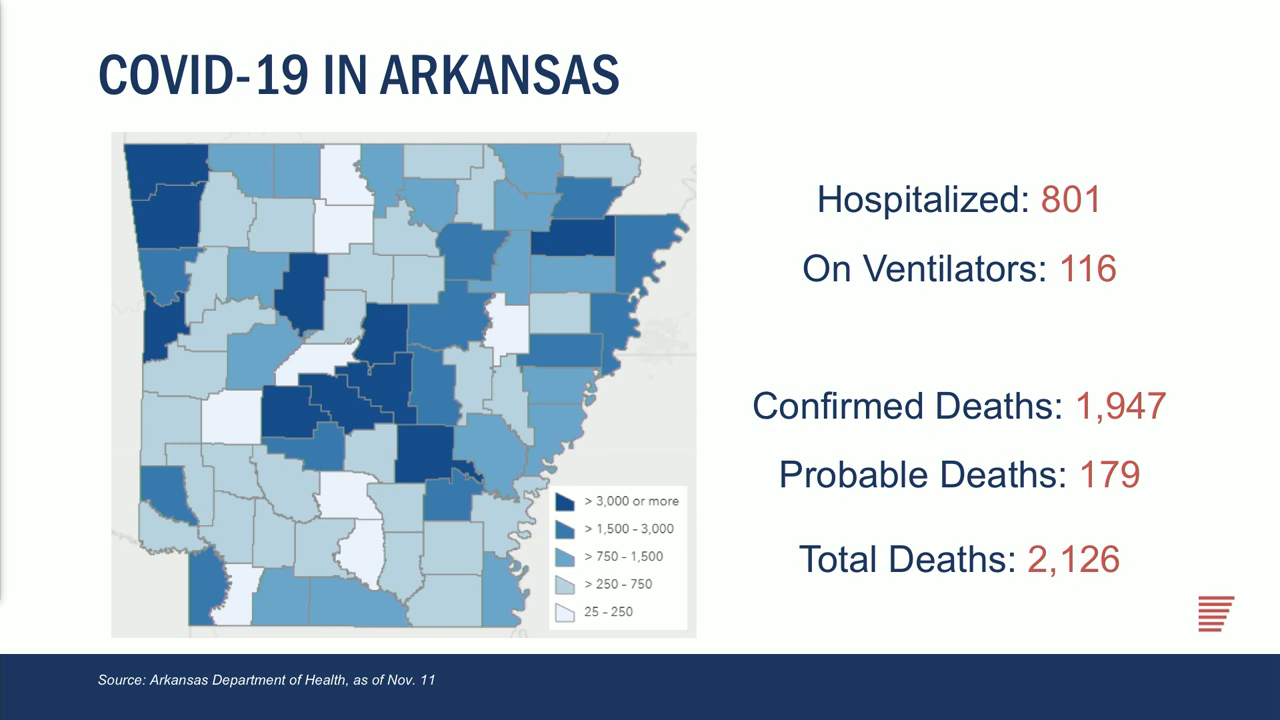 COVID-19 IN ARKANSAS
Hospitalized: 801
On Ventilators: 116
Confirmed Deaths: 1,947
Probable Deaths: 179
Total Deaths: 2,126
> 3,000 or more
> 1,500 - 3,000
> 750 - 1,500
> 250 - 750
25 - 250
Source: Arkansas Department of Health, as of Nov. 11